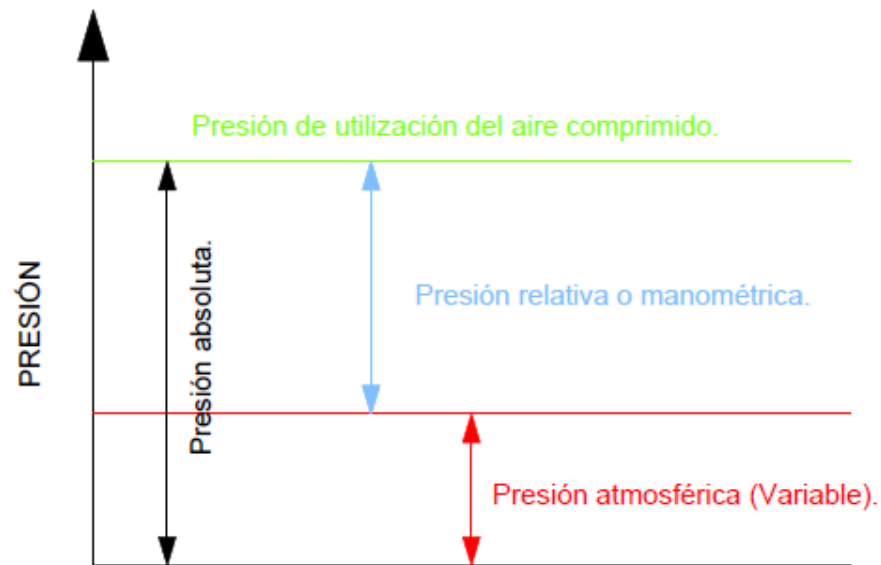 Presión de utilización del aire comprimido.
PRESIÓN
Presión absoluta.
Presión relativa o manométrica.
Presión atmosférica (Variable).